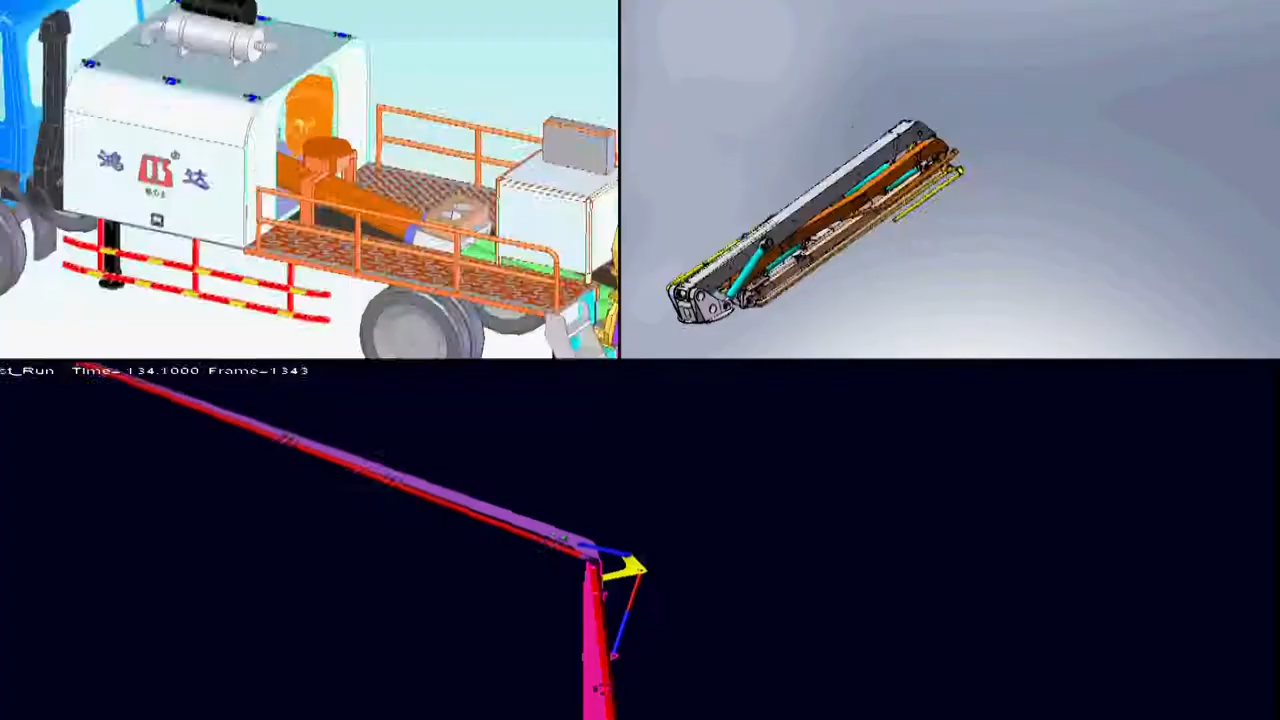 鸿 达
st_Run Time= 134.1000 Frame=1343